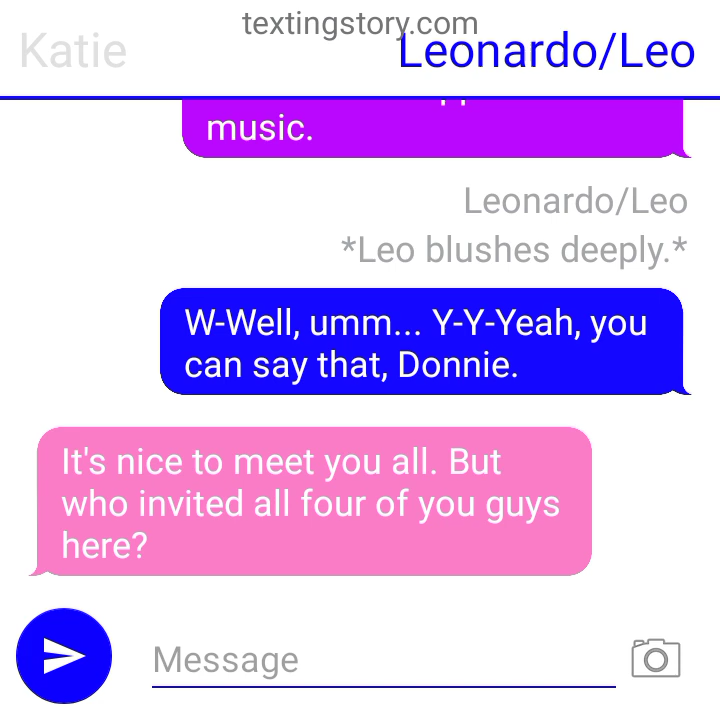 textingstory.com
Katie
Leonardo/Leo
music.
Leonardo/Leo
*Leo blushes deeply.*
W-Well, umm... Y-Y-Yeah, you
can say that, Donnie.
It's nice to meet you all. But
who invited all four of you guys
here?
Message